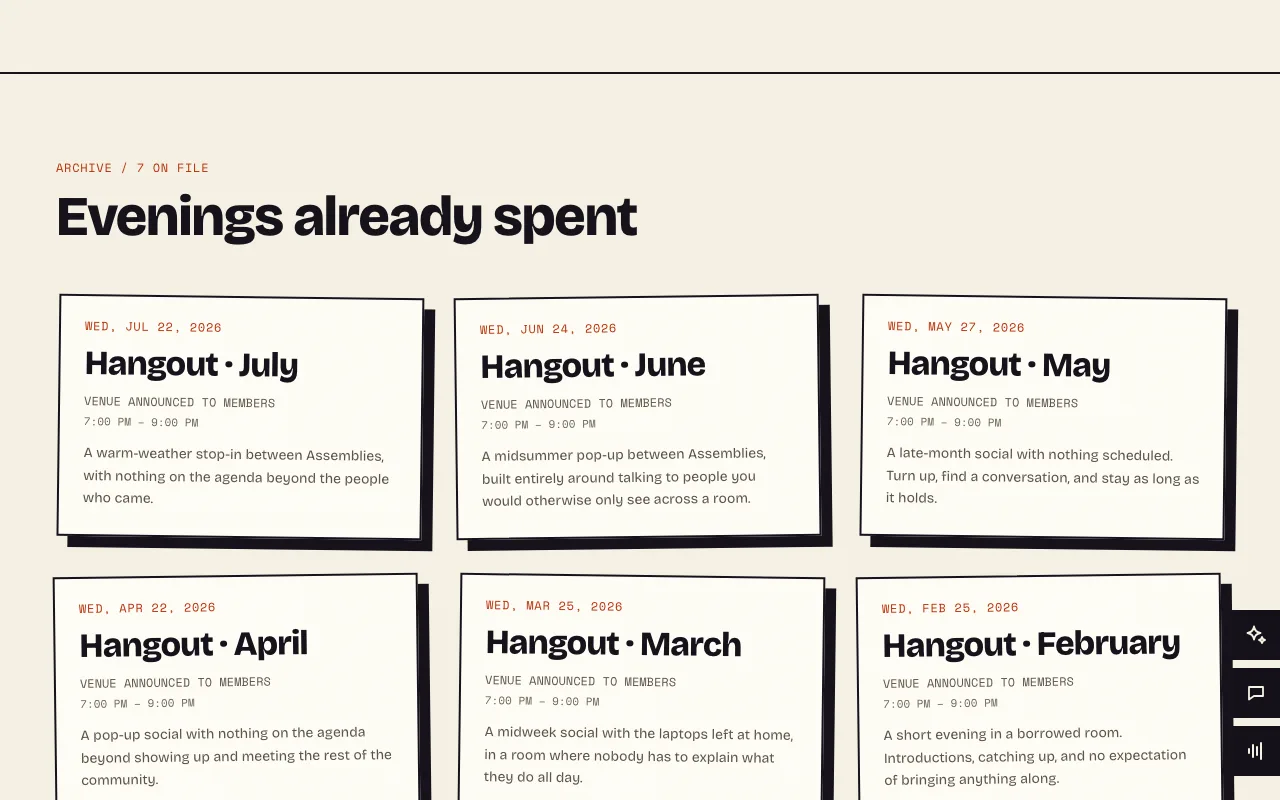 ARCHIVE / 7 ON FILE
Evenings already spent
WED, JUL 22, 2026
Hangout · July
VENUE ANNOUNCED TO MEMBERS
7:00 PM – 9:00 PM
A warm-weather stop-in between Assemblies,
with nothing on the agenda beyond the people
who came.
WED, JUN 24, 2026
Hangout · June
VENUE ANNOUNCED TO MEMBERS
7:00 PM – 9:00 PM
A midsummer pop-up between Assemblies,
built entirely around talking to people you
would otherwise only see across a room.
WED, MAY 27, 2026
Hangout · May
VENUE ANNOUNCED TO MEMBERS
7:00 PM – 9:00 PM
A late-month social with nothing scheduled.
Turn up, find a conversation, and stay as long as
it holds.
WED, APR 22, 2026
Hangout · April
VENUE ANNOUNCED TO MEMBERS
7:00 PM – 9:00 PM
A pop-up social with nothing on the agenda
beyond showing up and meeting the rest of the
community.
WED, MAR 25, 2026
Hangout · March
VENUE ANNOUNCED TO MEMBERS
7:00 PM – 9:00 PM
A midweek social with the laptops left at home,
in a room where nobody has to explain what
they do all day.
WED, FEB 25, 2026
Hangout · February
VENUE ANNOUNCED TO MEMBERS
7:00 PM – 9:00 PM
A short evening in a borrowed room.
Introductions, catching up, and no expectation
of bringing anything along.